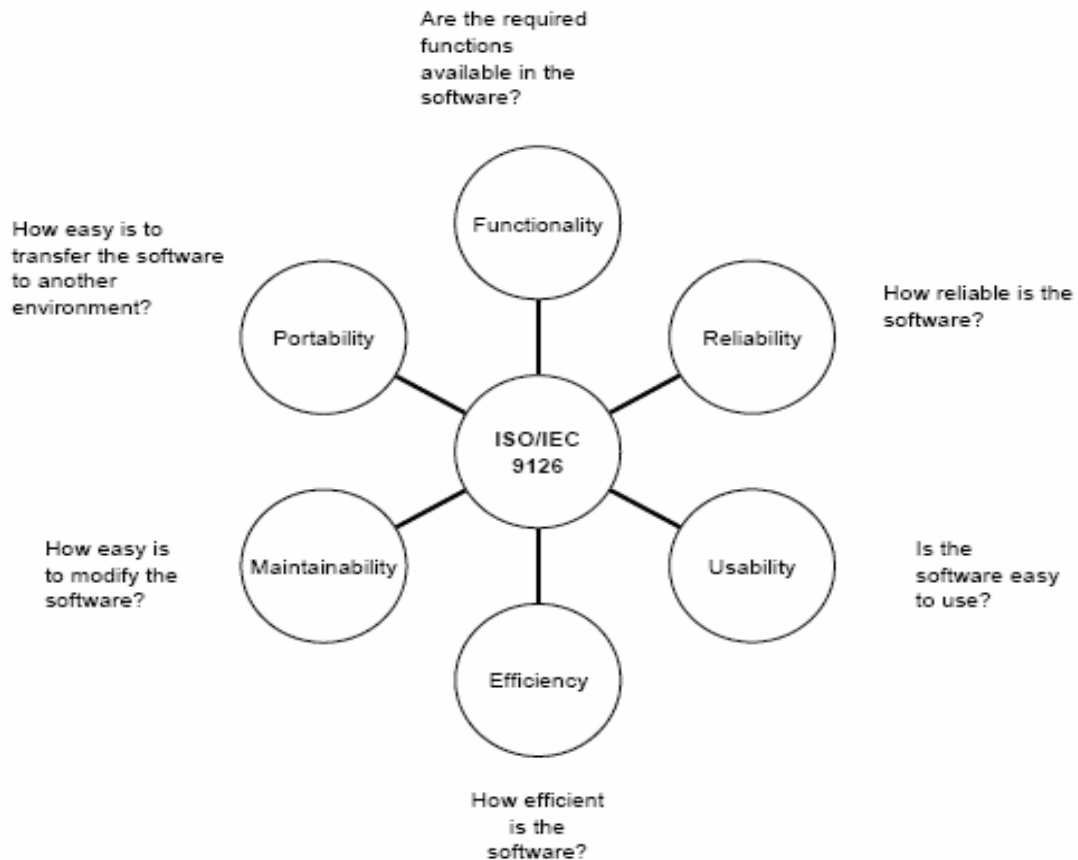 Are the required
functions
available in the
software?
Functionality
How easy is to
transfer the software
to another
environment?
Portability
How reliable is the
software?
Reliability
ISO/IEC
9126
How easy is
to modify the
software?
Maintainability
Usability
Is the
software easy
to use?
Efficiency
How efficient
is the
software?